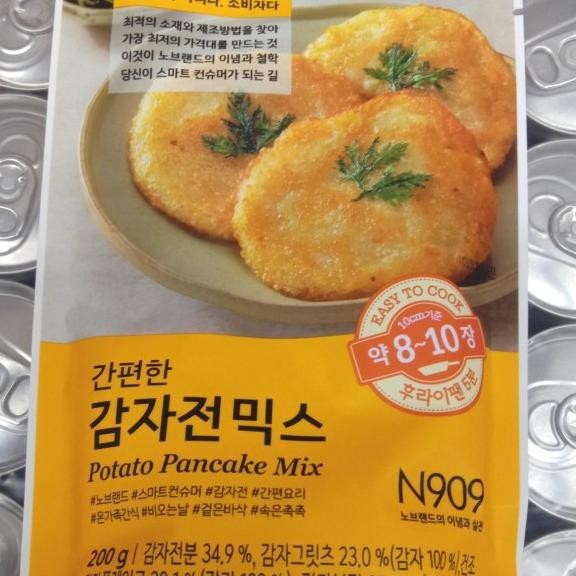 소비자다
최적의 소재와 제조방법을 찾아
가장 최저의 가격대를 만드는 것
이것이 노브랜드의 이념과 철학
당신이 스마트 컨슈머가 되는 길
EASY TO COOK
10cm기준
약 8~10장
후라이팬 5분
간편한
감자전믹스
Potato Pancake Mix
#노브랜드 #스마트컨슈머 #감자전 #간편요리
#온가족간식 #비오는날 #겉은바삭 #속은촉촉
N909
노브랜드의 이념과 실천
200 g / 감자전분 34.9 %, 감자그릿츠 23.0 %(감자 100 %), 건조